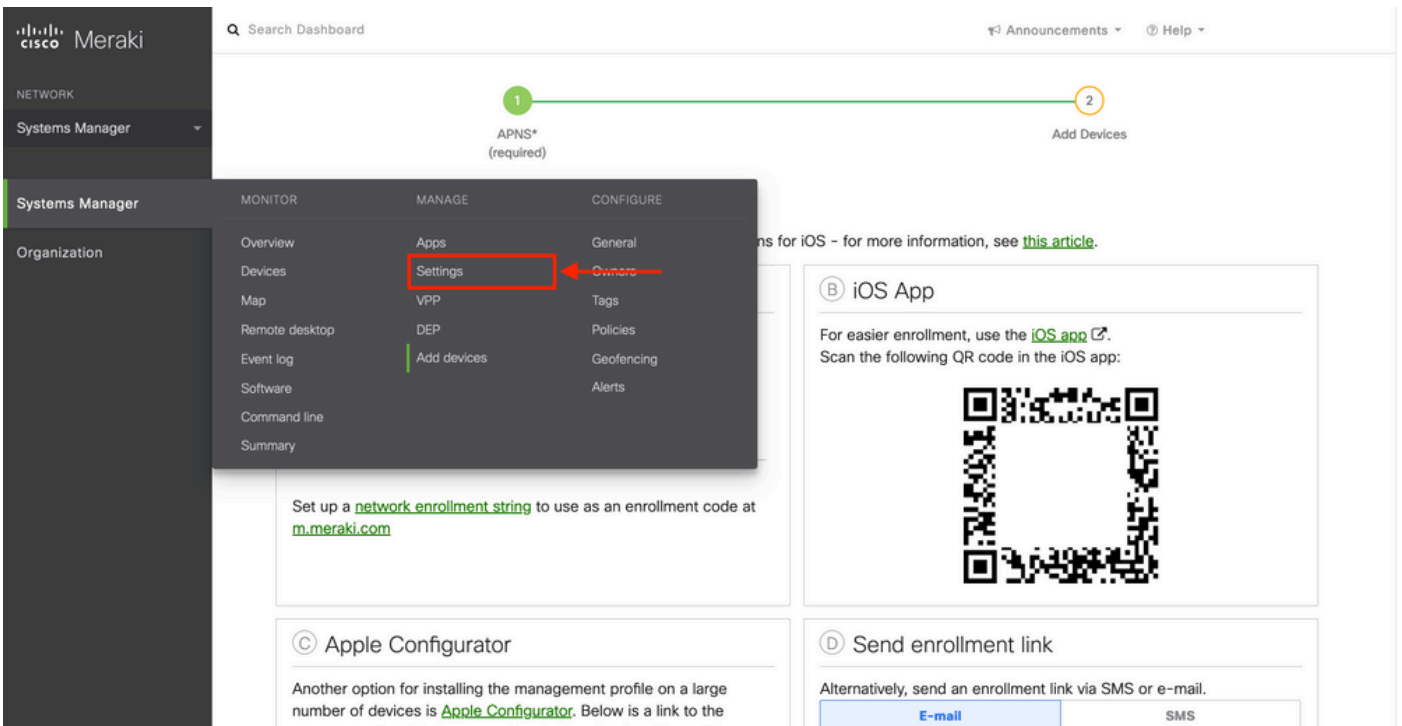 cisco Meraki
Search Dashboard
Announcements
Help
NETWORK
Systems Manager
1
APNS*
(required)
2
Add Devices
Systems Manager
Organization
MONITOR
Overview
Devices
Map
Remote desktop
Event log
Software
Command line
Summary
MANAGE
Apps
Settings
VPP
DEP
Add devices
CONFIGURE
General
Owners
Tags
Policies
Geofencing
Alerts
for iOS - for more information, see this article.
Set up a network enrollment string to use as an enrollment code at
m.meraki.com
B iOS App
For easier enrollment, use the iOS app.
Scan the following QR code in the iOS app:
C Apple Configurator
Another option for installing the management profile on a large
number of devices is Apple Configurator. Below is a link to the
D Send enrollment link
Alternatively, send an enrollment link via SMS or e-mail.
E-mail
SMS